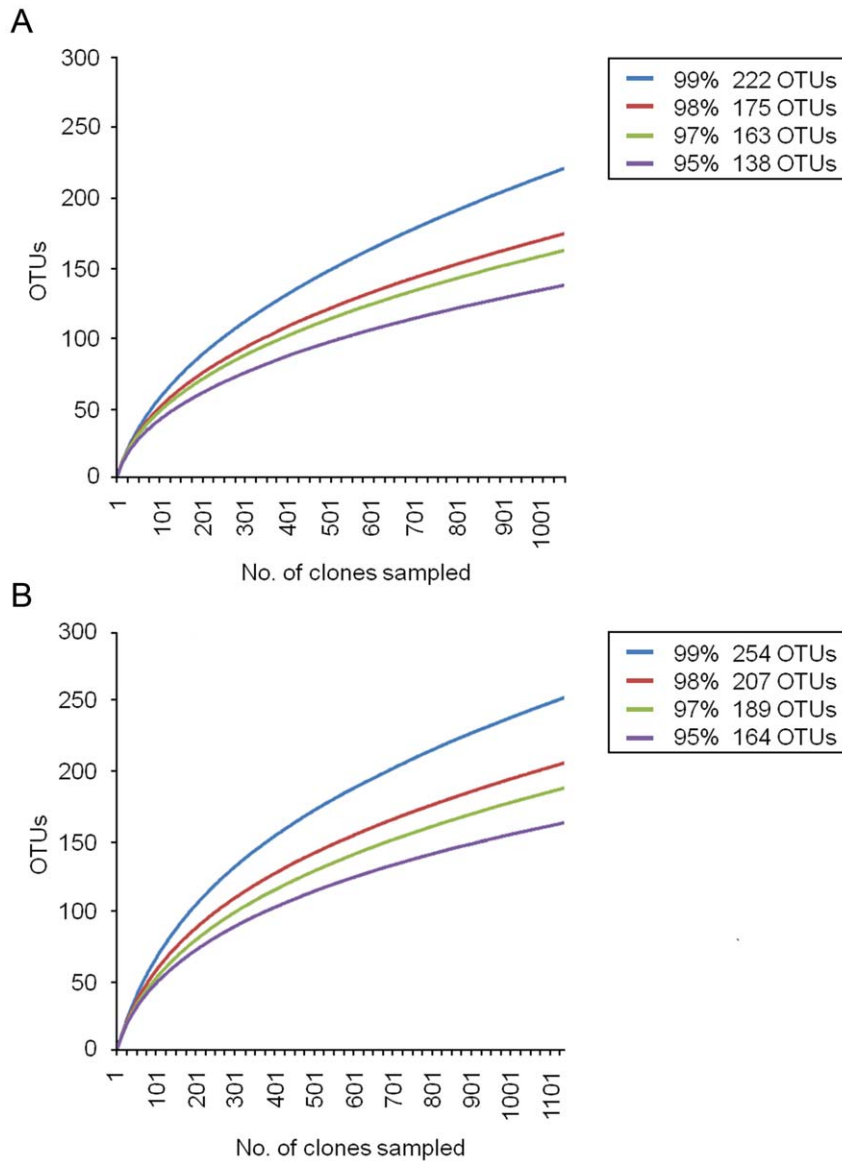 A
300
250
200
150
100
50
0
OTUs
1
101
201
301
401
501
601
701
801
901
1001
No. of clones sampled
99% 222 OTUs
98% 175 OTUs
97% 163 OTUs
95% 138 OTUs
B
300
250
200
150
100
50
0
OTUs
1
101
201
301
401
501
601
701
801
901
1001
1101
No. of clones sampled
99% 254 OTUs
98% 207 OTUs
97% 189 OTUs
95% 164 OTUs